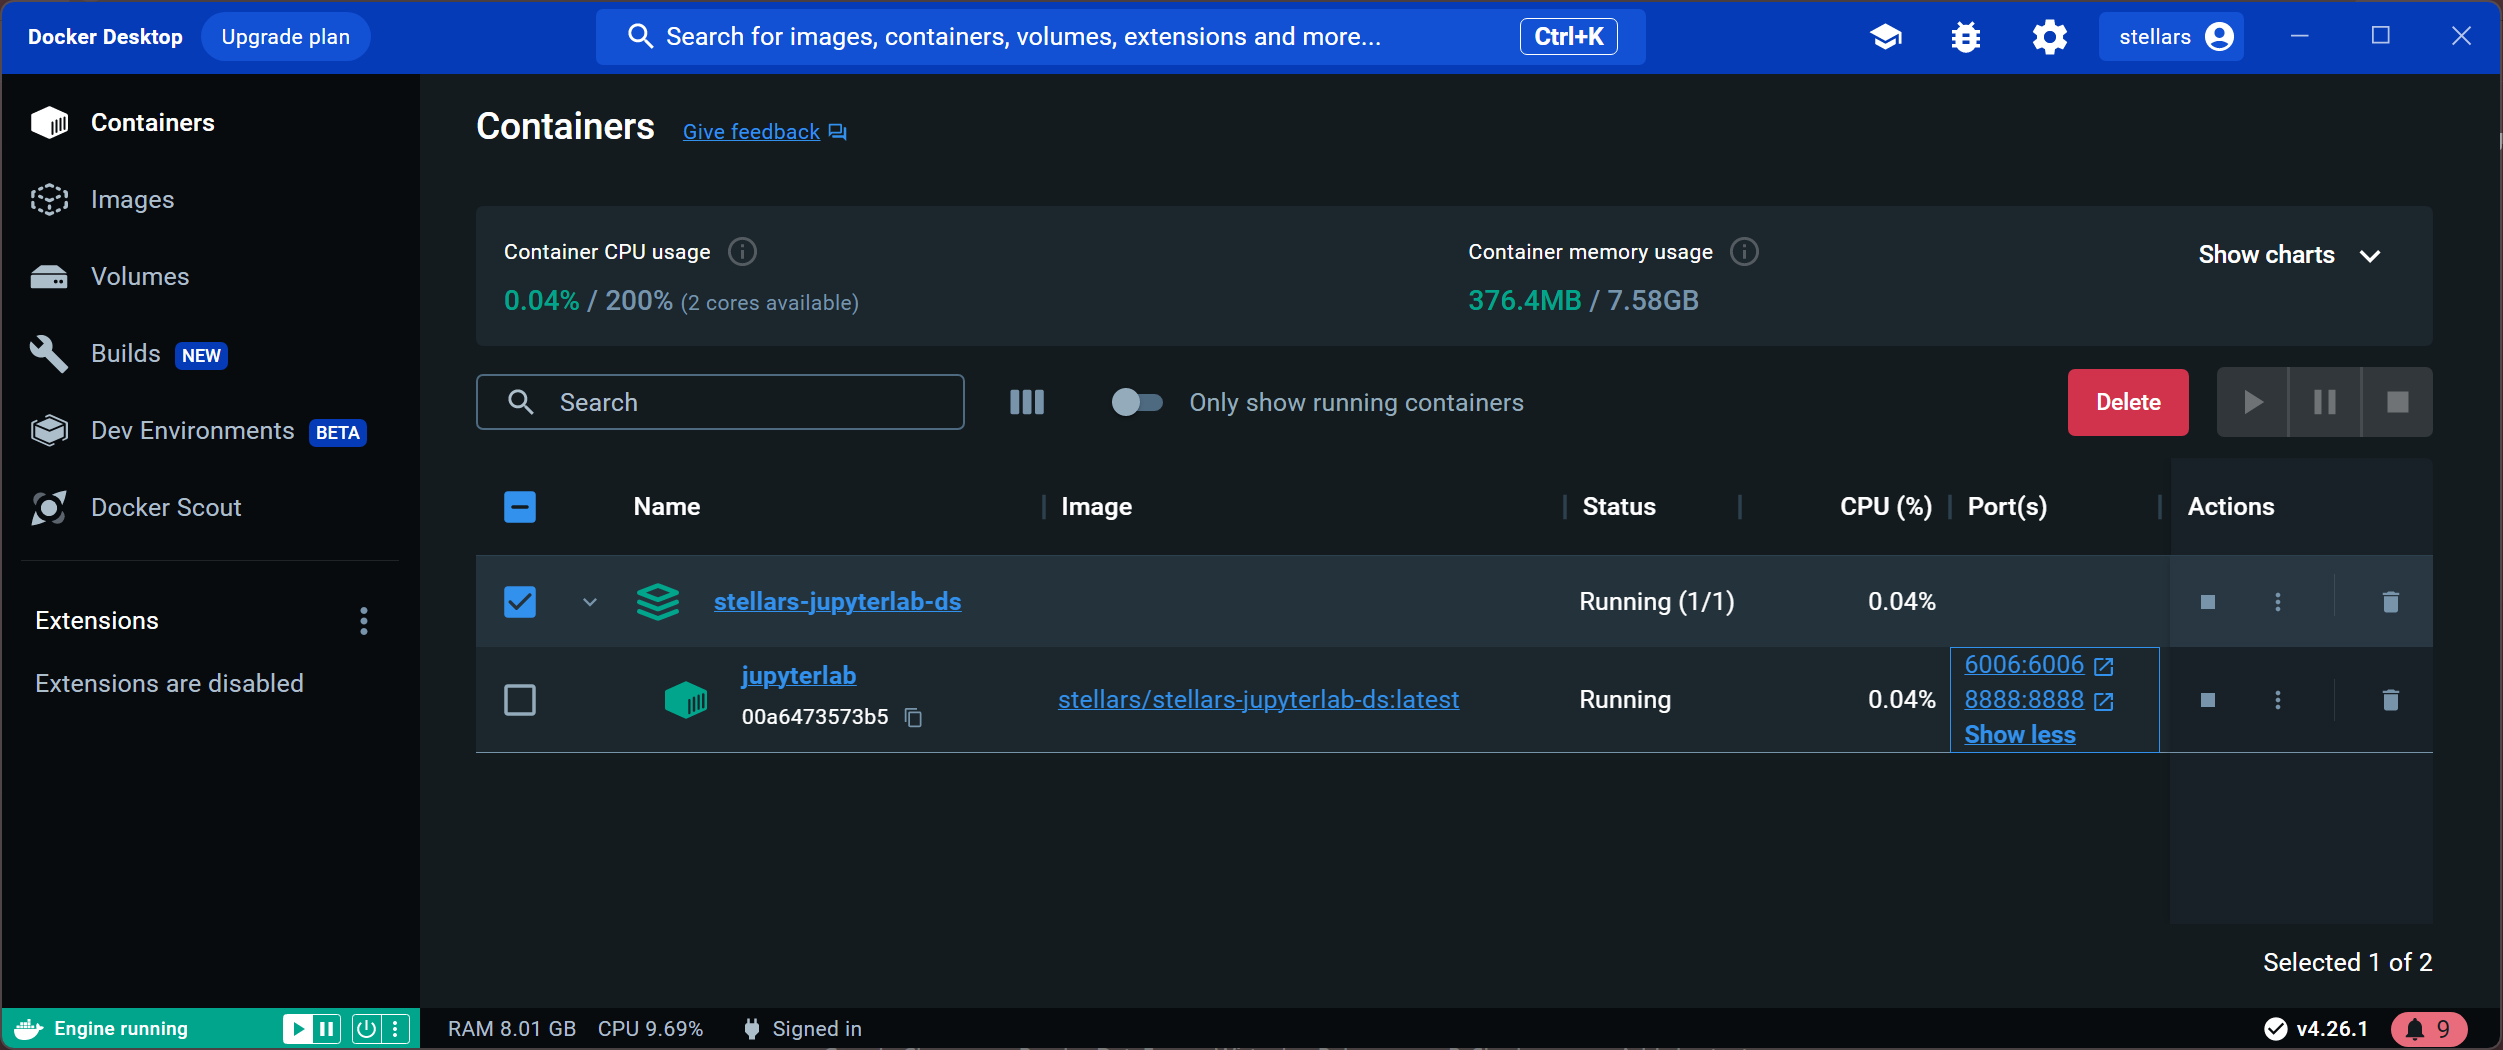 Docker Desktop
Upgrade plan
Search for images, containers, volumes, extensions and more...
Ctrl+K
stellars
Containers
Images
Volumes
Builds NEW
Dev Environments BETA
Docker Scout
Extensions
Extensions are disabled
Containers
Give feedback
Container CPU usage
0.04% / 200% (2 cores available)
Container memory usage
376.4MB / 7.58GB
Show charts
Search
Only show running containers
Delete
Name Image Status CPU (%) Port(s) Actions
stellars-jupyterlab-ds Running (1/1) 0.04%
jupyterlab
00a6473573b5
stellars/stellars-jupyterlab-ds:latest
Running
0.04%
6006:6006
8888:8888
Show less
Selected 1 of 2
Engine running
RAM 8.01 GB CPU 9.69% Signed in
v4.26.1
9